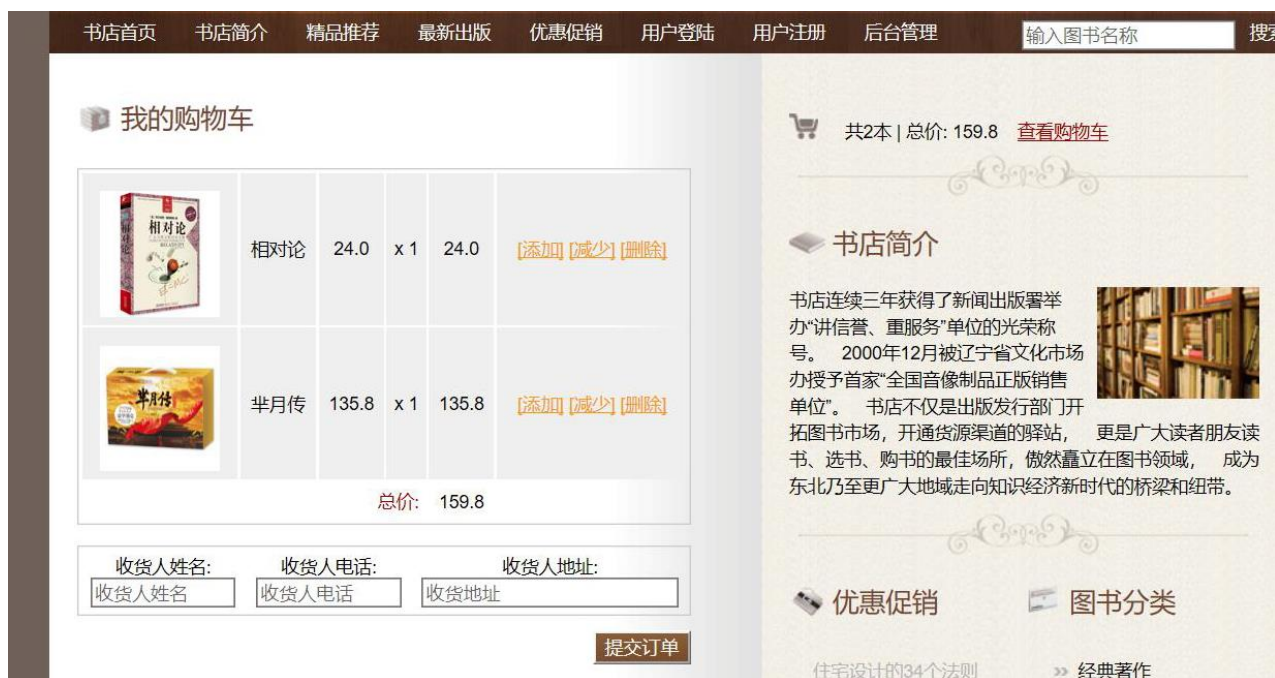 书店首页 书店简介 精品推荐 最新出版 优惠促销 用户登陆 用户注册 后台管理 输入图书名称
我的购物车
相对论
相对论 24.0 x 1 24.0 [添加] [减少] [删除]
芈月传
芈月传 135.8 x 1 135.8 [添加] [减少] [删除]
总价: 159.8
收货人姓名: 收货人电话: 收货人地址:
收货人姓名 收货人电话 收货地址
提交订单
共2本 | 总价: 159.8 查看购物车
书店简介
书店连续三年获得了新闻出版署举
办“讲信誉、重服务”单位的光荣称
号。 2000年12月被辽宁省文化市场
办授予首家“全国音像制品正版销售
单位”。 书店不仅是出版发行部门开
拓图书市场，开通货源渠道的驿站， 更是广大读者朋友读
书、选书、购书的最佳场所，傲然矗立在图书领域， 成为
东北乃至更广大地域走向知识经济新时代的桥梁和纽带。
优惠促销 图书分类
住宅设计的34个法则 » 经典著作